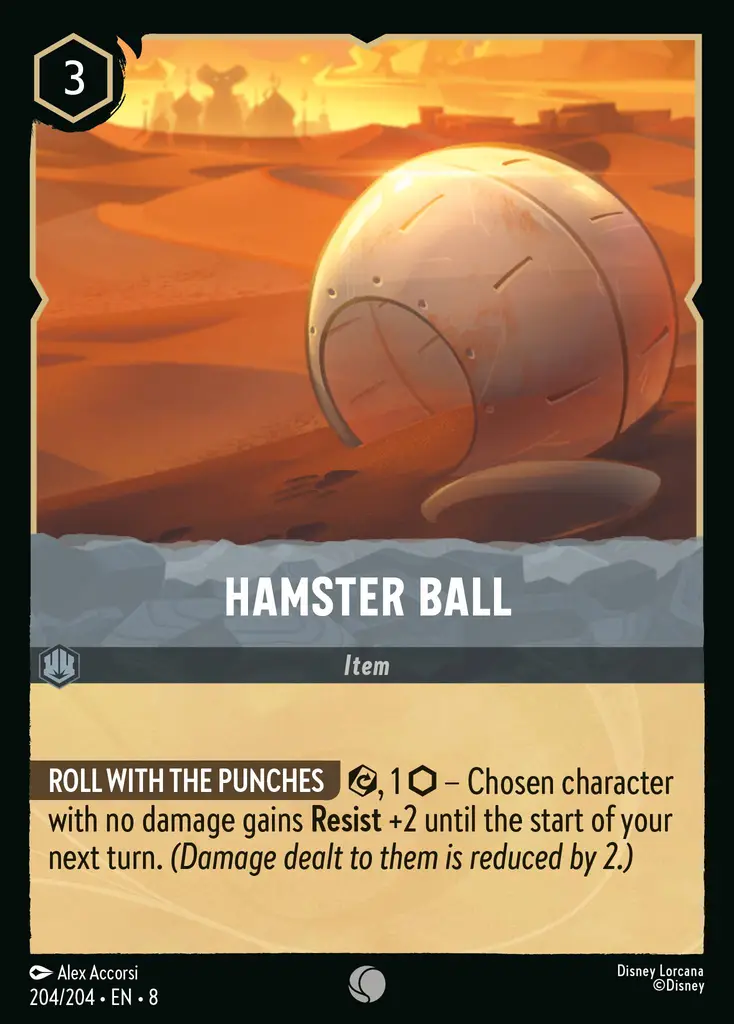 3
HAMSTER BALL
Item
ROLL WITH THE PUNCHES , 1 – Chosen character
with no damage gains Resist +2 until the start of your
next turn. (Damage dealt to them is reduced by 2.)
Alex Accorsi
Disney Lorcana
204/204 • EN • 8
©Disney